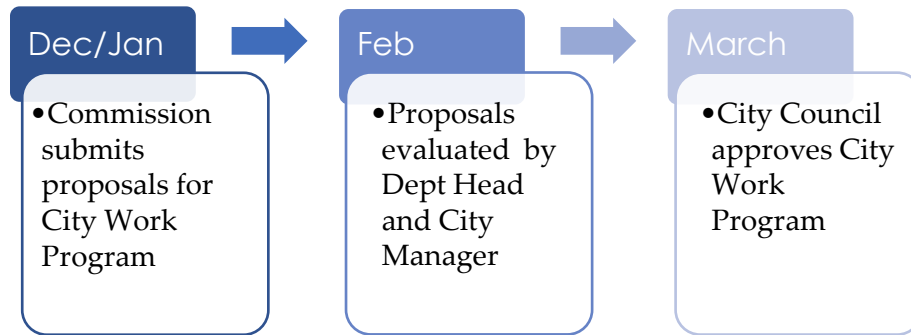 Dec/Jan
•Commission
submits
proposals for
City Work
Program
Feb
•Proposals
evaluated by
Dept Head
and City
Manager
March
•City Council
approves City
Work
Program